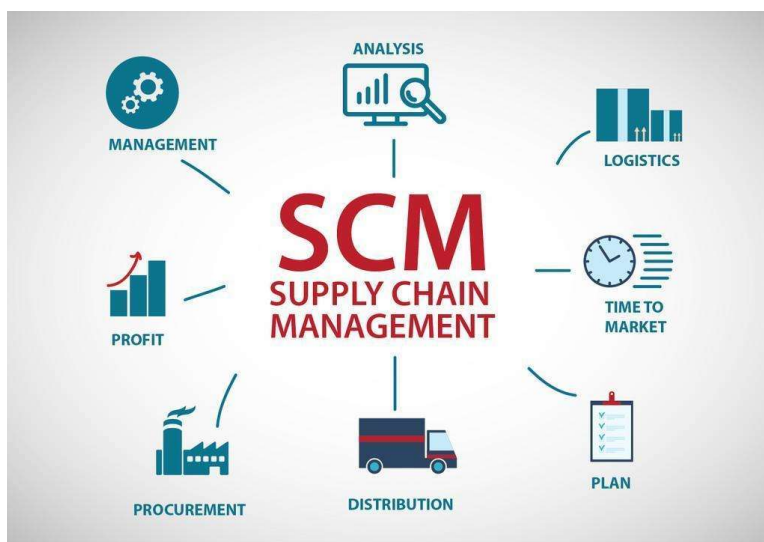 ANALYSIS
MANAGEMENT
LOGISTICS
SCM
SUPPLY CHAIN
MANAGEMENT
TIME TO
MARKET
PROFIT
PLAN
PROCUREMENT
DISTRIBUTION